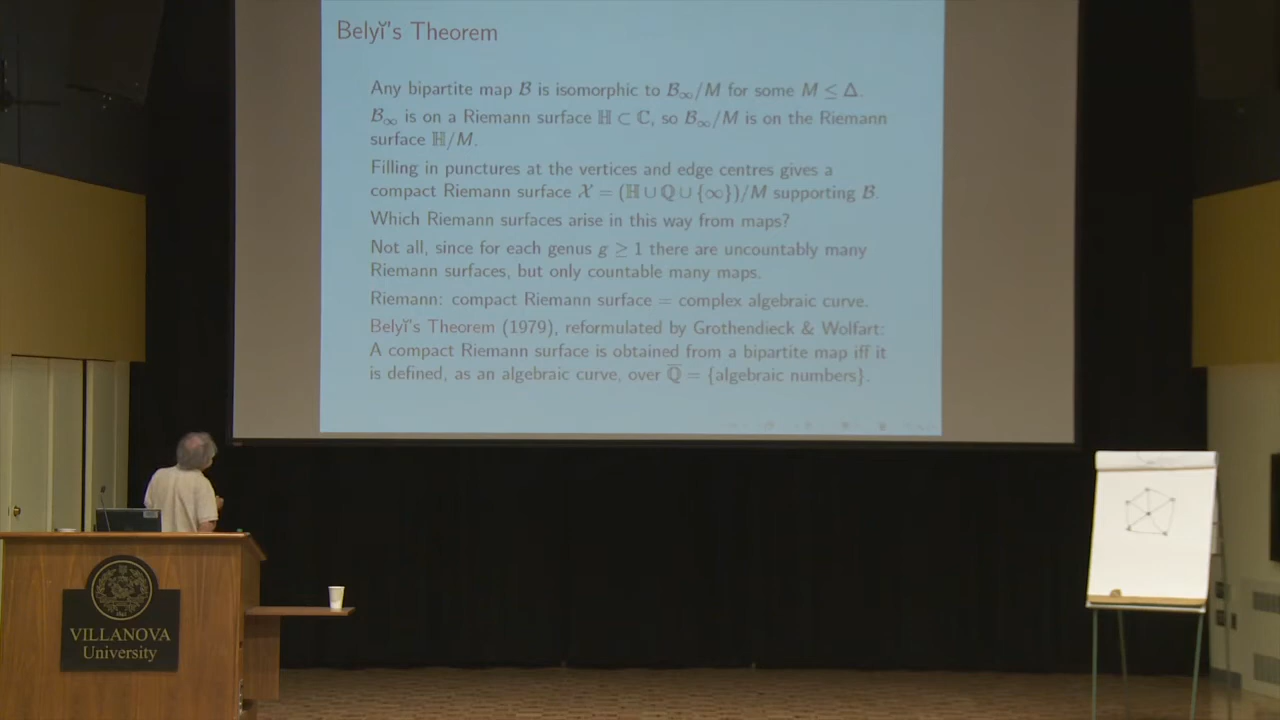 Belyĭ's Theorem
Any bipartite map ℬ is isomorphic to ℬ∞/M for some M ≤ Δ.
ℬ∞ is on a Riemann surface ℍ ⊂ ℂ, so ℬ∞/M is on the Riemann
surface ℍ/M.
Filling in punctures at the vertices and edge centres gives a
compact Riemann surface 𝒳 = (ℍ ∪ ℚ ∪ {∞})/M supporting ℬ.
Which Riemann surfaces arise in this way from maps?
Not all, since for each genus g ≥ 1 there are uncountably many
Riemann surfaces, but only countable many maps.
Riemann: compact Riemann surface = complex algebraic curve.
Belyĭ's Theorem (1979), reformulated by Grothendieck & Wolfart:
A compact Riemann surface is obtained from a bipartite map iff it
is defined, as an algebraic curve, over ℚ̅ = {algebraic numbers}.
VILLANOVA
University